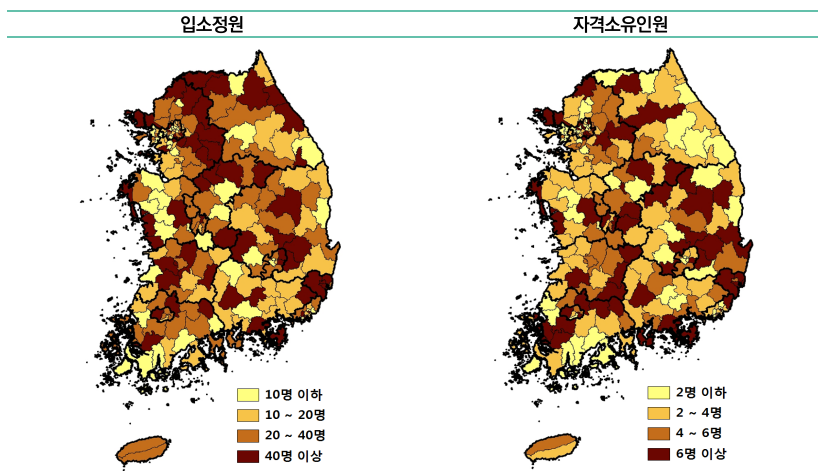 입소정원 자격소유인원
10명 이하
10 ~ 20명
20 ~ 40명
40명 이상
2명 이하
2 ~ 4명
4 ~ 6명
6명 이상